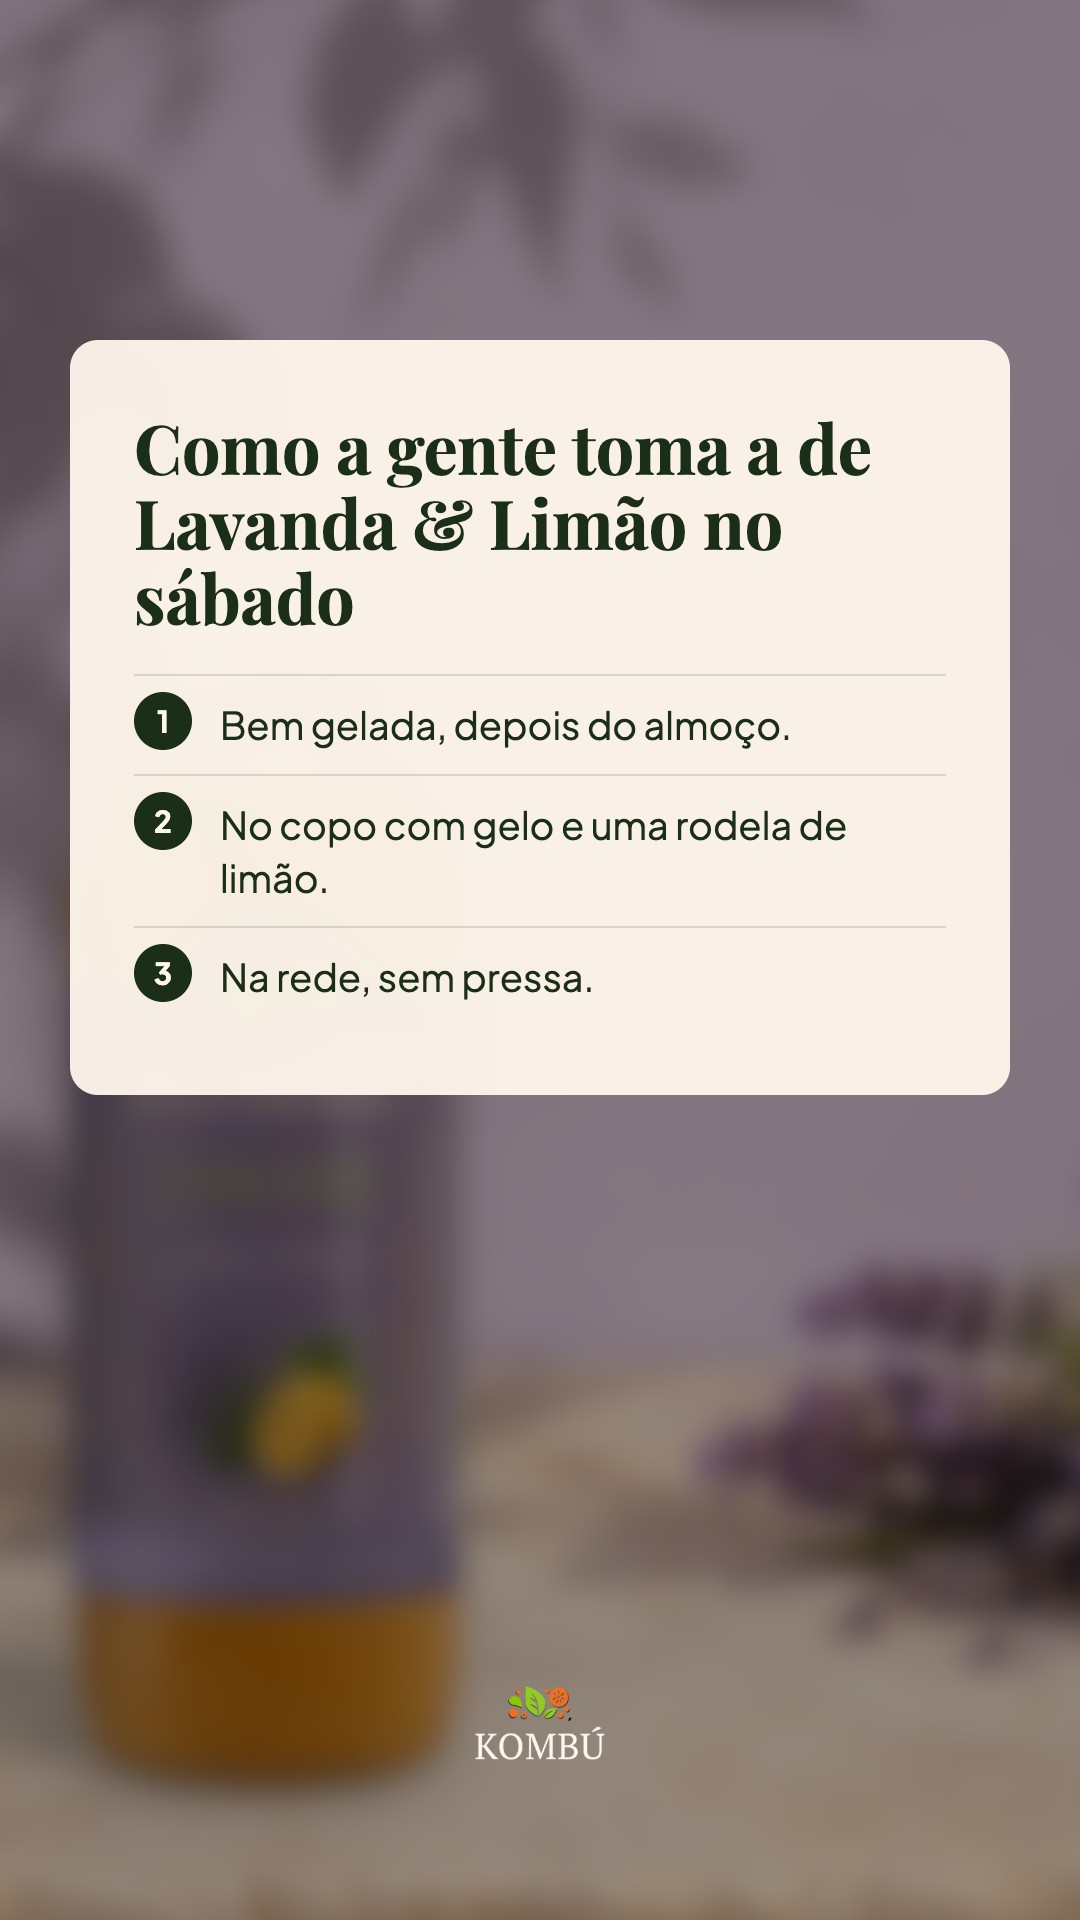 Como a gente toma a de
Lavanda & Limão no
sábado
1 Bem gelada, depois do almoço.
2 No copo com gelo e uma rodela de
limão.
3 Na rede, sem pressa.
KOMBÚ